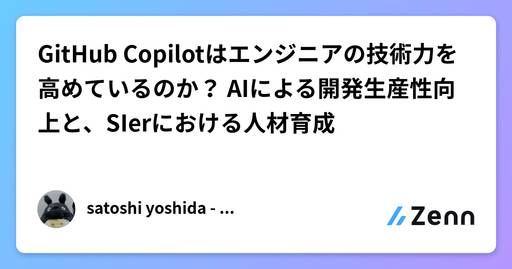 GitHub Copilotはエンジニアの技術力を
高めているのか？ AIによる開発生産性向
上と、SIerにおける人材育成
satoshi yoshida - ...
Zenn